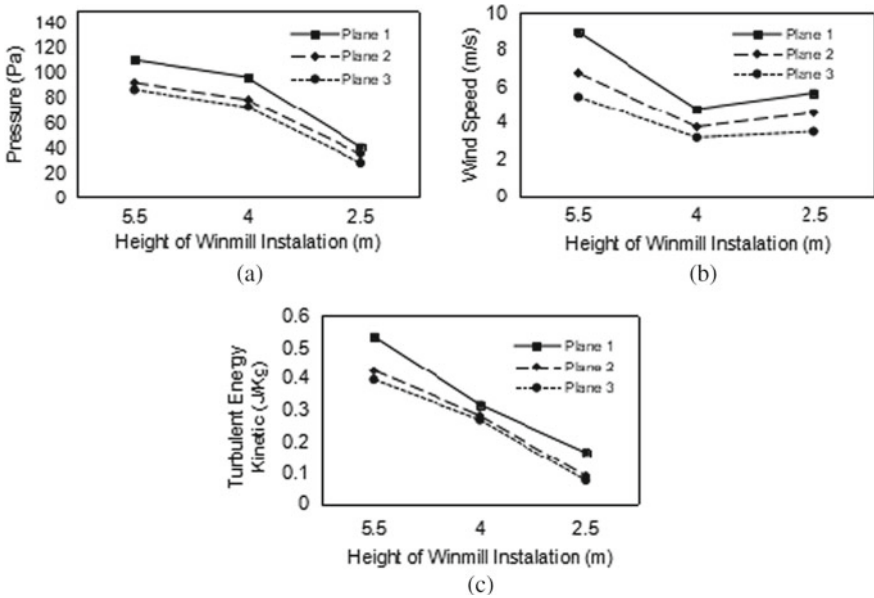 140
120
100
80
60
40
20
0
Pressure (Pa)
Plane 1
Plane 2
Plane 3
5.5 4 2.5
Height of Winmill Instalation (m)
(a)
10
8
6
4
2
0
Wind Speed (m/s)
Plane 1
Plane 2
Plane 3
5.5 4 2.5
Height of Winmill Instalation (m)
(b)
0.6
0.5
0.4
0.3
0.2
0.1
0
Turbulent Energy
Kinetic (J/Kg)
Plane 1
Plane 2
Plane 3
5.5 4 2.5
Height of Winmill Instalation (m)
(c)